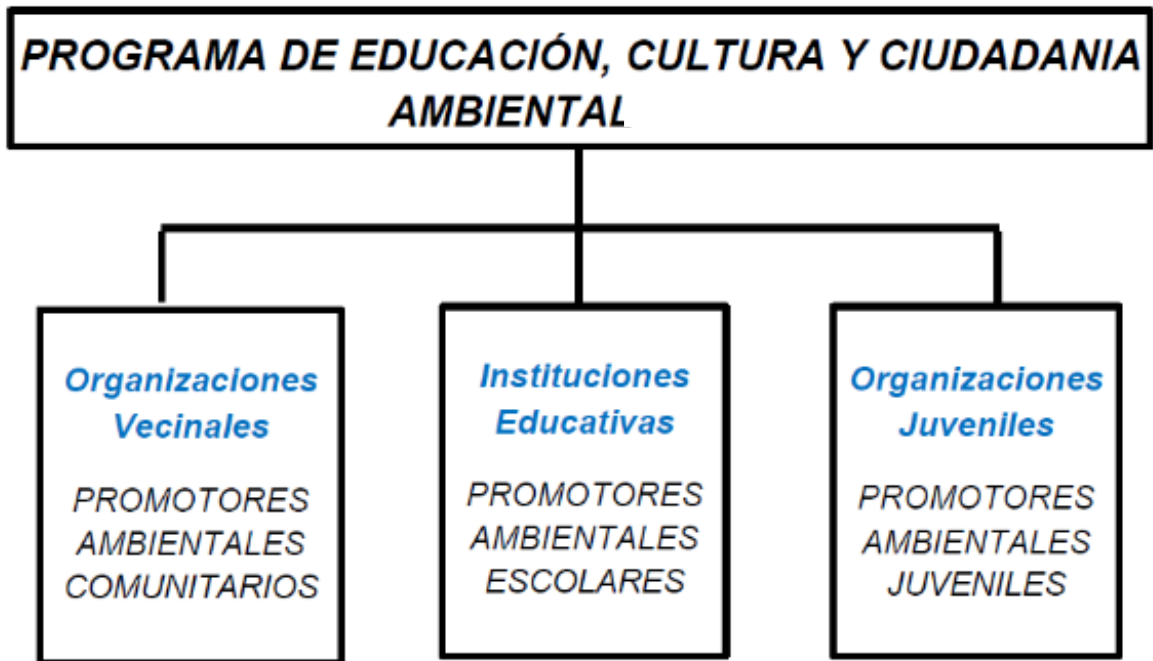 PROGRAMA DE EDUCACIÓN, CULTURA Y CIUDADANIA
AMBIENTAL
Organizaciones
Vecinales
PROMOTORES
AMBIENTALES
COMUNITARIOS
Instituciones
Educativas
PROMOTORES
AMBIENTALES
ESCOLARES
Organizaciones
Juveniles
PROMOTORES
AMBIENTALES
JUVENILES